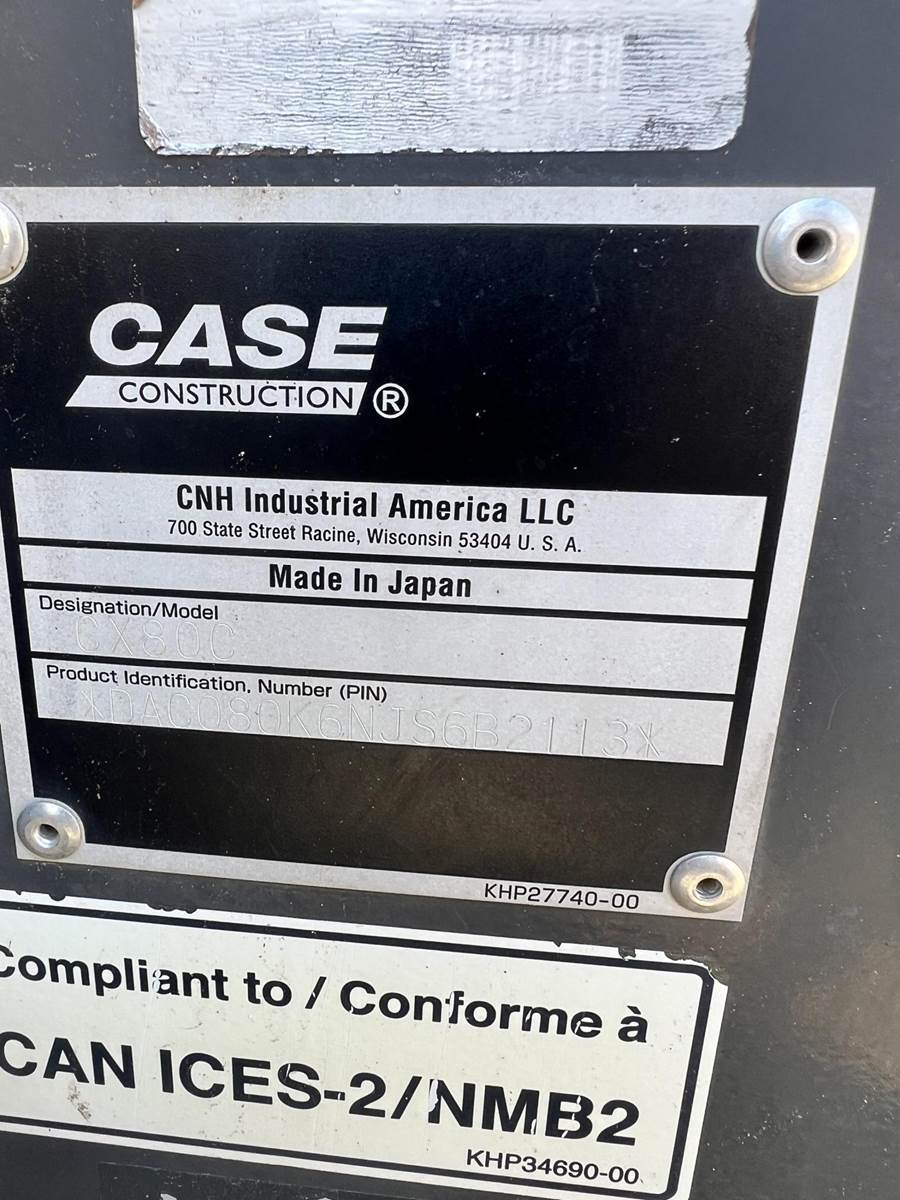 CASE
CONSTRUCTION ®
CNH Industrial America LLC
700 State Street Racine, Wisconsin 53404 U. S. A.
Made In Japan
Designation/Model
CX80C
Product Identification, Number (PIN)
*DAC080K6NJS6B2113*
KHP27740-00
Compliant to / Conforme à
CAN ICES-2/NMB2
KHP34690-00